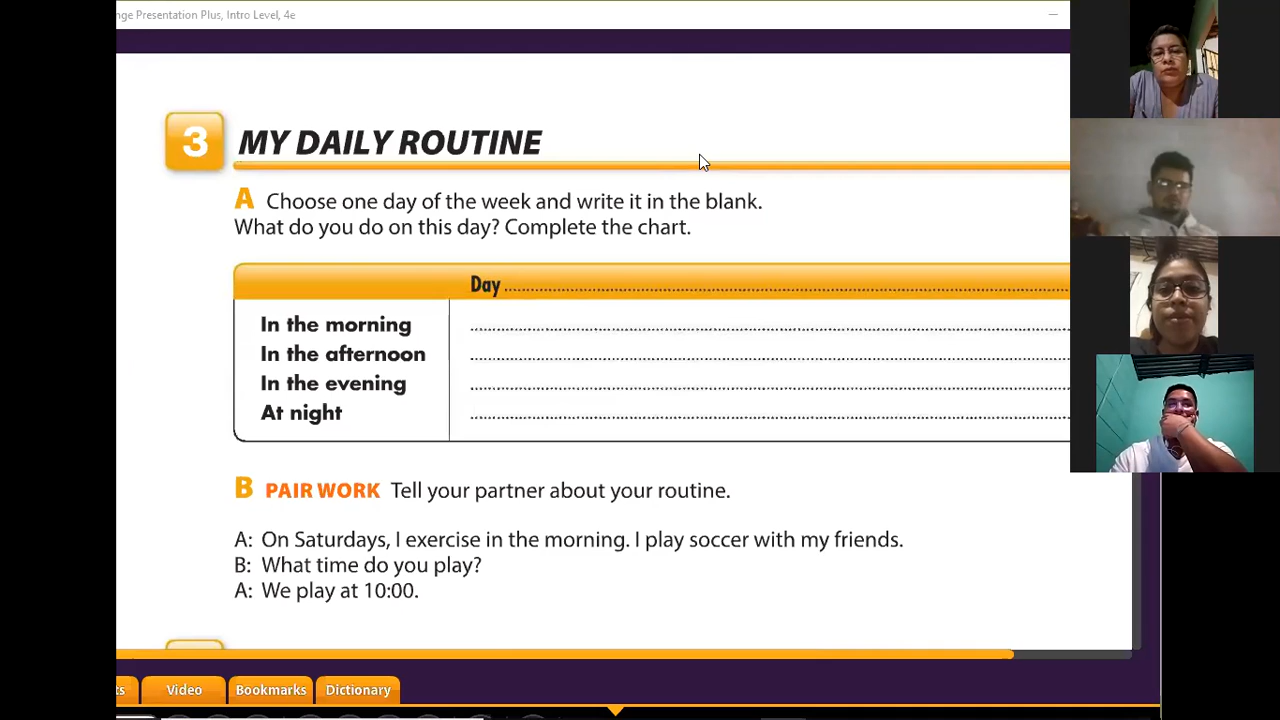 nge Presentation Plus, Intro Level, 4e
3 MY DAILY ROUTINE
A Choose one day of the week and write it in the blank.
What do you do on this day? Complete the chart.
Day
In the morning
In the afternoon
In the evening
At night
B PAIR WORK Tell your partner about your routine.
A: On Saturdays, I exercise in the morning. I play soccer with my friends.
B: What time do you play?
A: We play at 10:00.
ts Video Bookmarks Dictionary